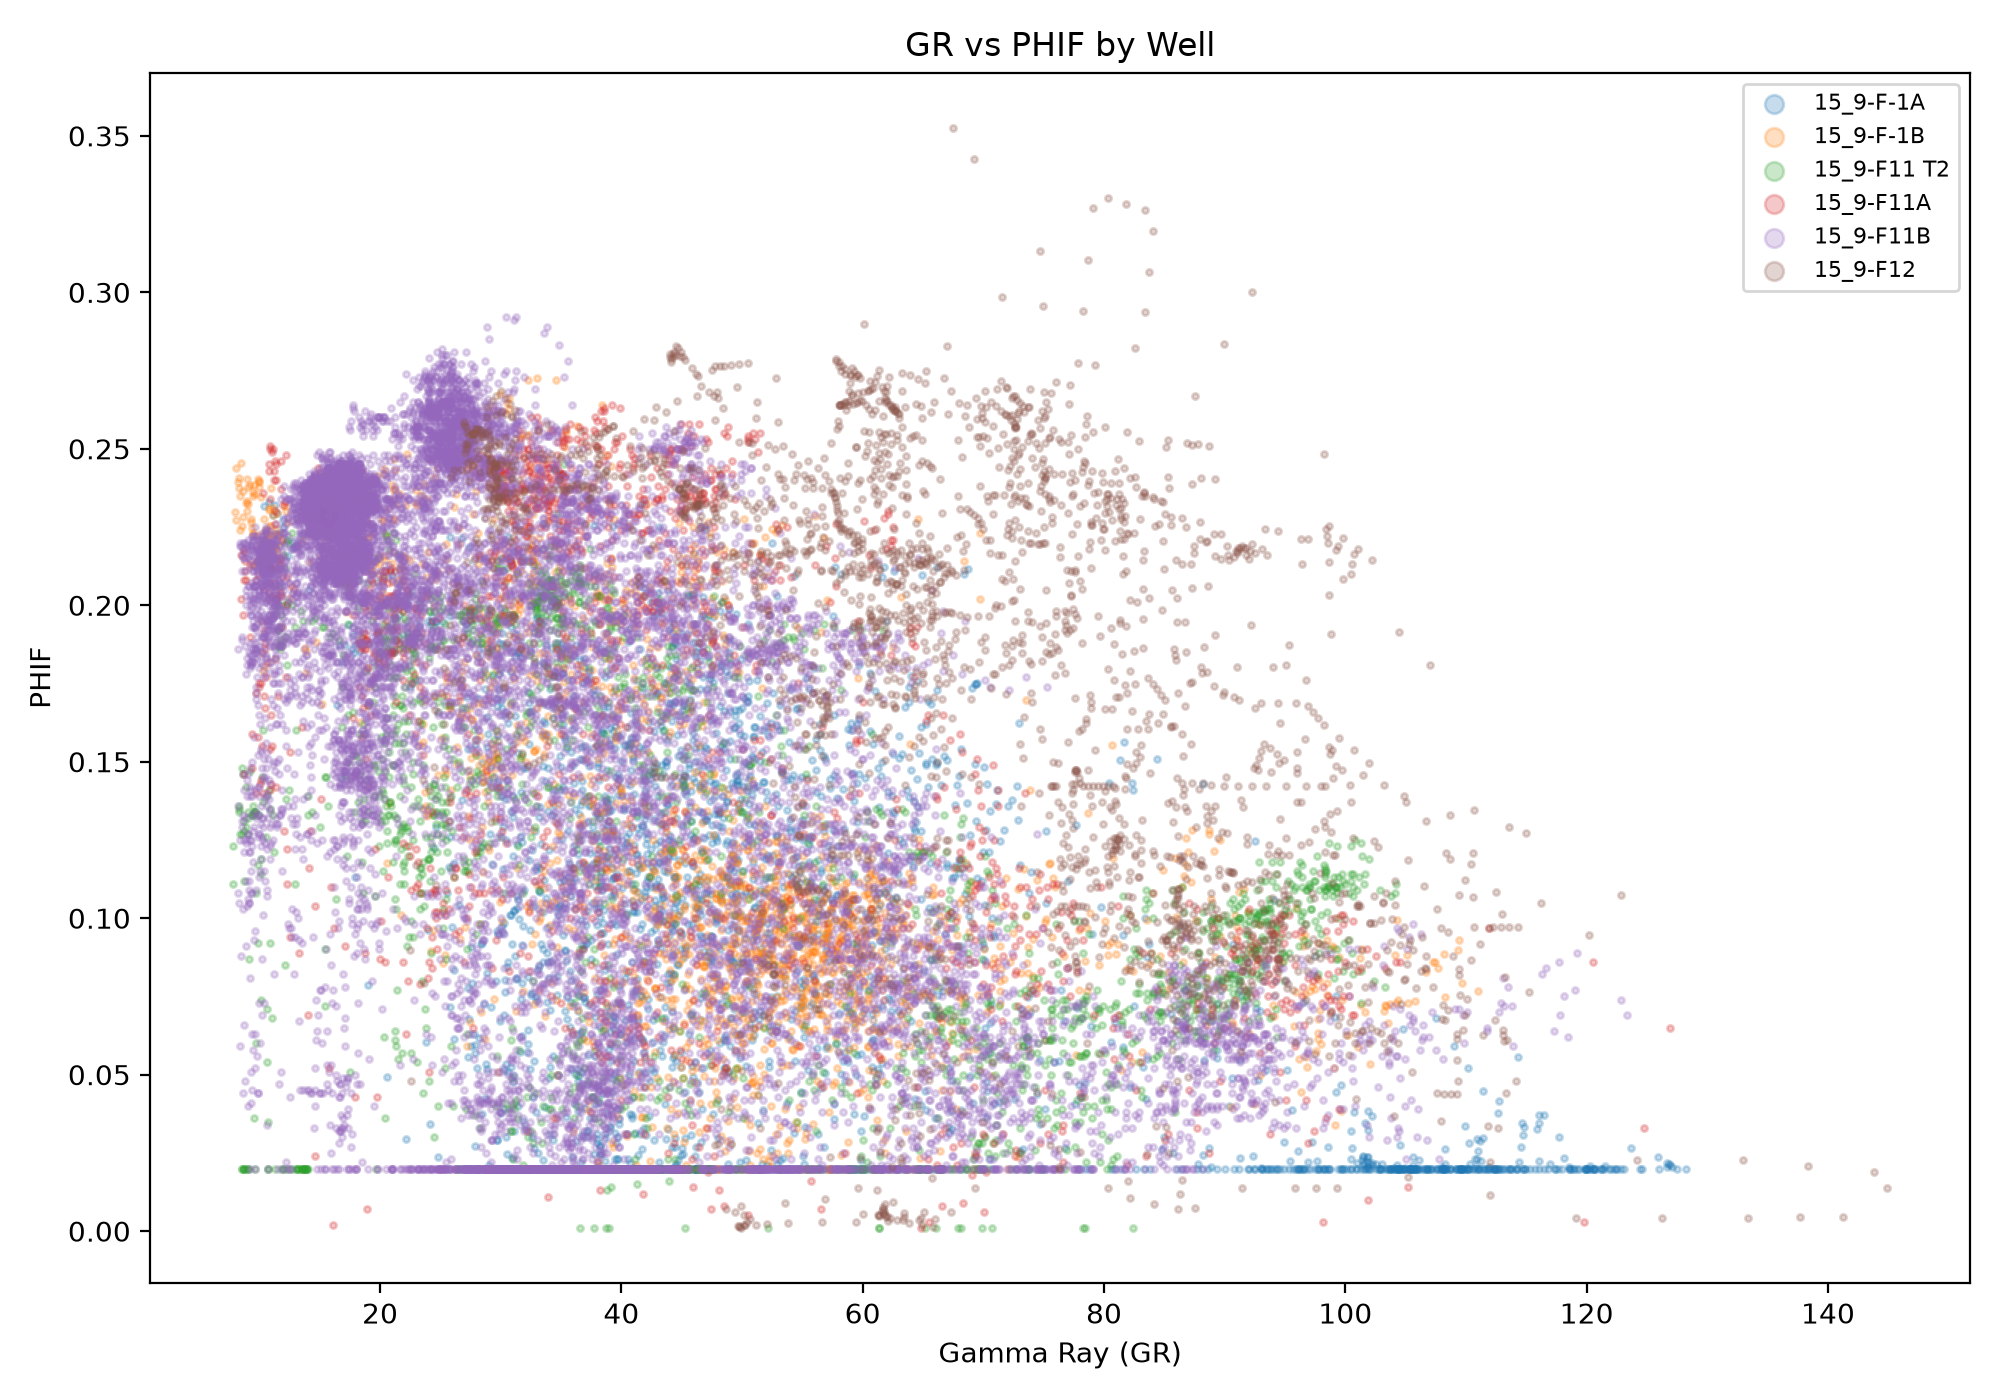 GR vs PHIF by Well
15_9-F-1A
15_9-F-1B
15_9-F11 T2
15_9-F11A
15_9-F11B
15_9-F12
PHIF
0.35
0.30
0.25
0.20
0.15
0.10
0.05
0.00
20 40 60 80 100 120 140
Gamma Ray (GR)